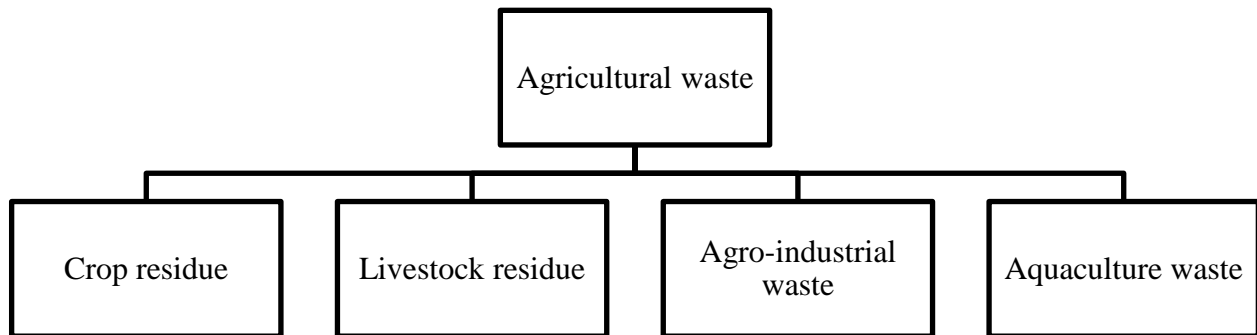 Agricultural waste
Crop residue
Livestock residue
Agro-industrial
waste
Aquaculture waste